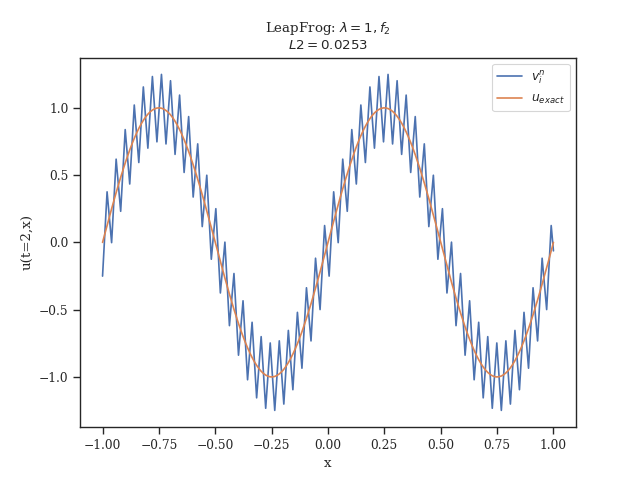 LeapFrog: λ = 1, f₂
L2 = 0.0253
vᵢⁿ
u_exact
u(t=2,x)
1.0
0.5
0.0
−0.5
−1.0
−1.00 −0.75 −0.50 −0.25 0.00 0.25 0.50 0.75 1.00
x